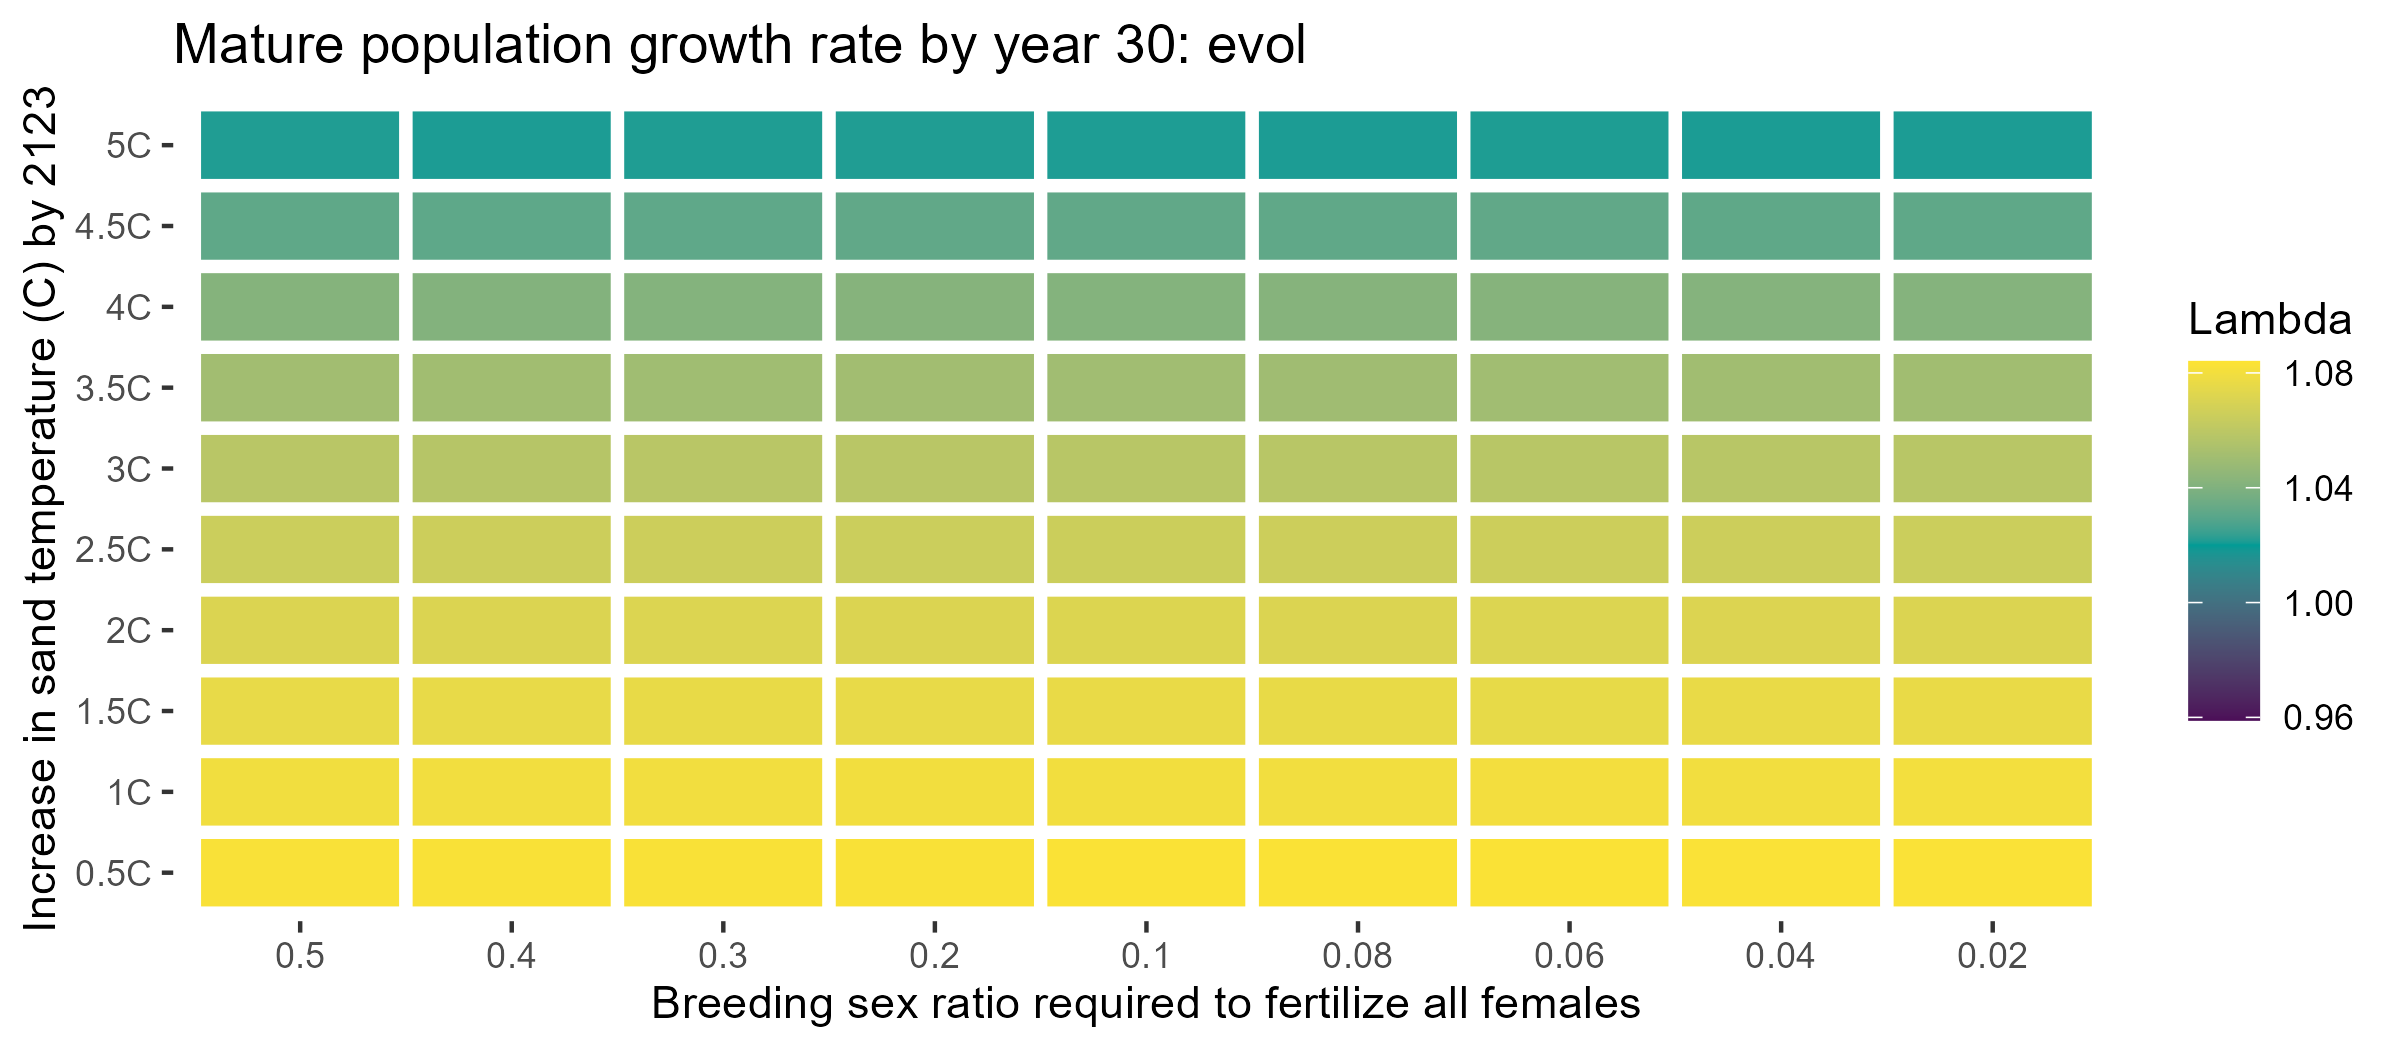 Mature population growth rate by year 30: evol
Increase in sand temperature (C) by 2123
5C
4.5C
4C
3.5C
3C
2.5C
2C
1.5C
1C
0.5C
0.5 0.4 0.3 0.2 0.1 0.08 0.06 0.04 0.02
Breeding sex ratio required to fertilize all females
Lambda
1.08
1.04
1.00
0.96